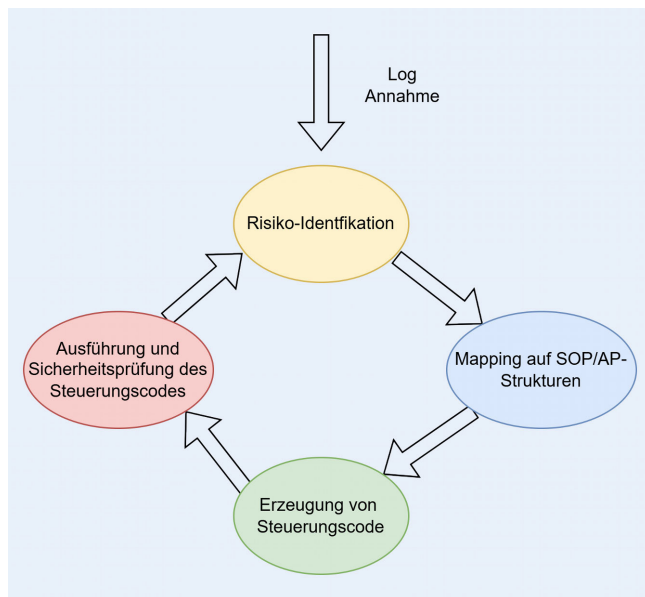 Log
Annahme
Risiko-Identfikation
Ausführung und
Sicherheitsprüfung des
Steuerungscodes
Mapping auf SOP/AP-
Strukturen
Erzeugung von
Steuerungscode